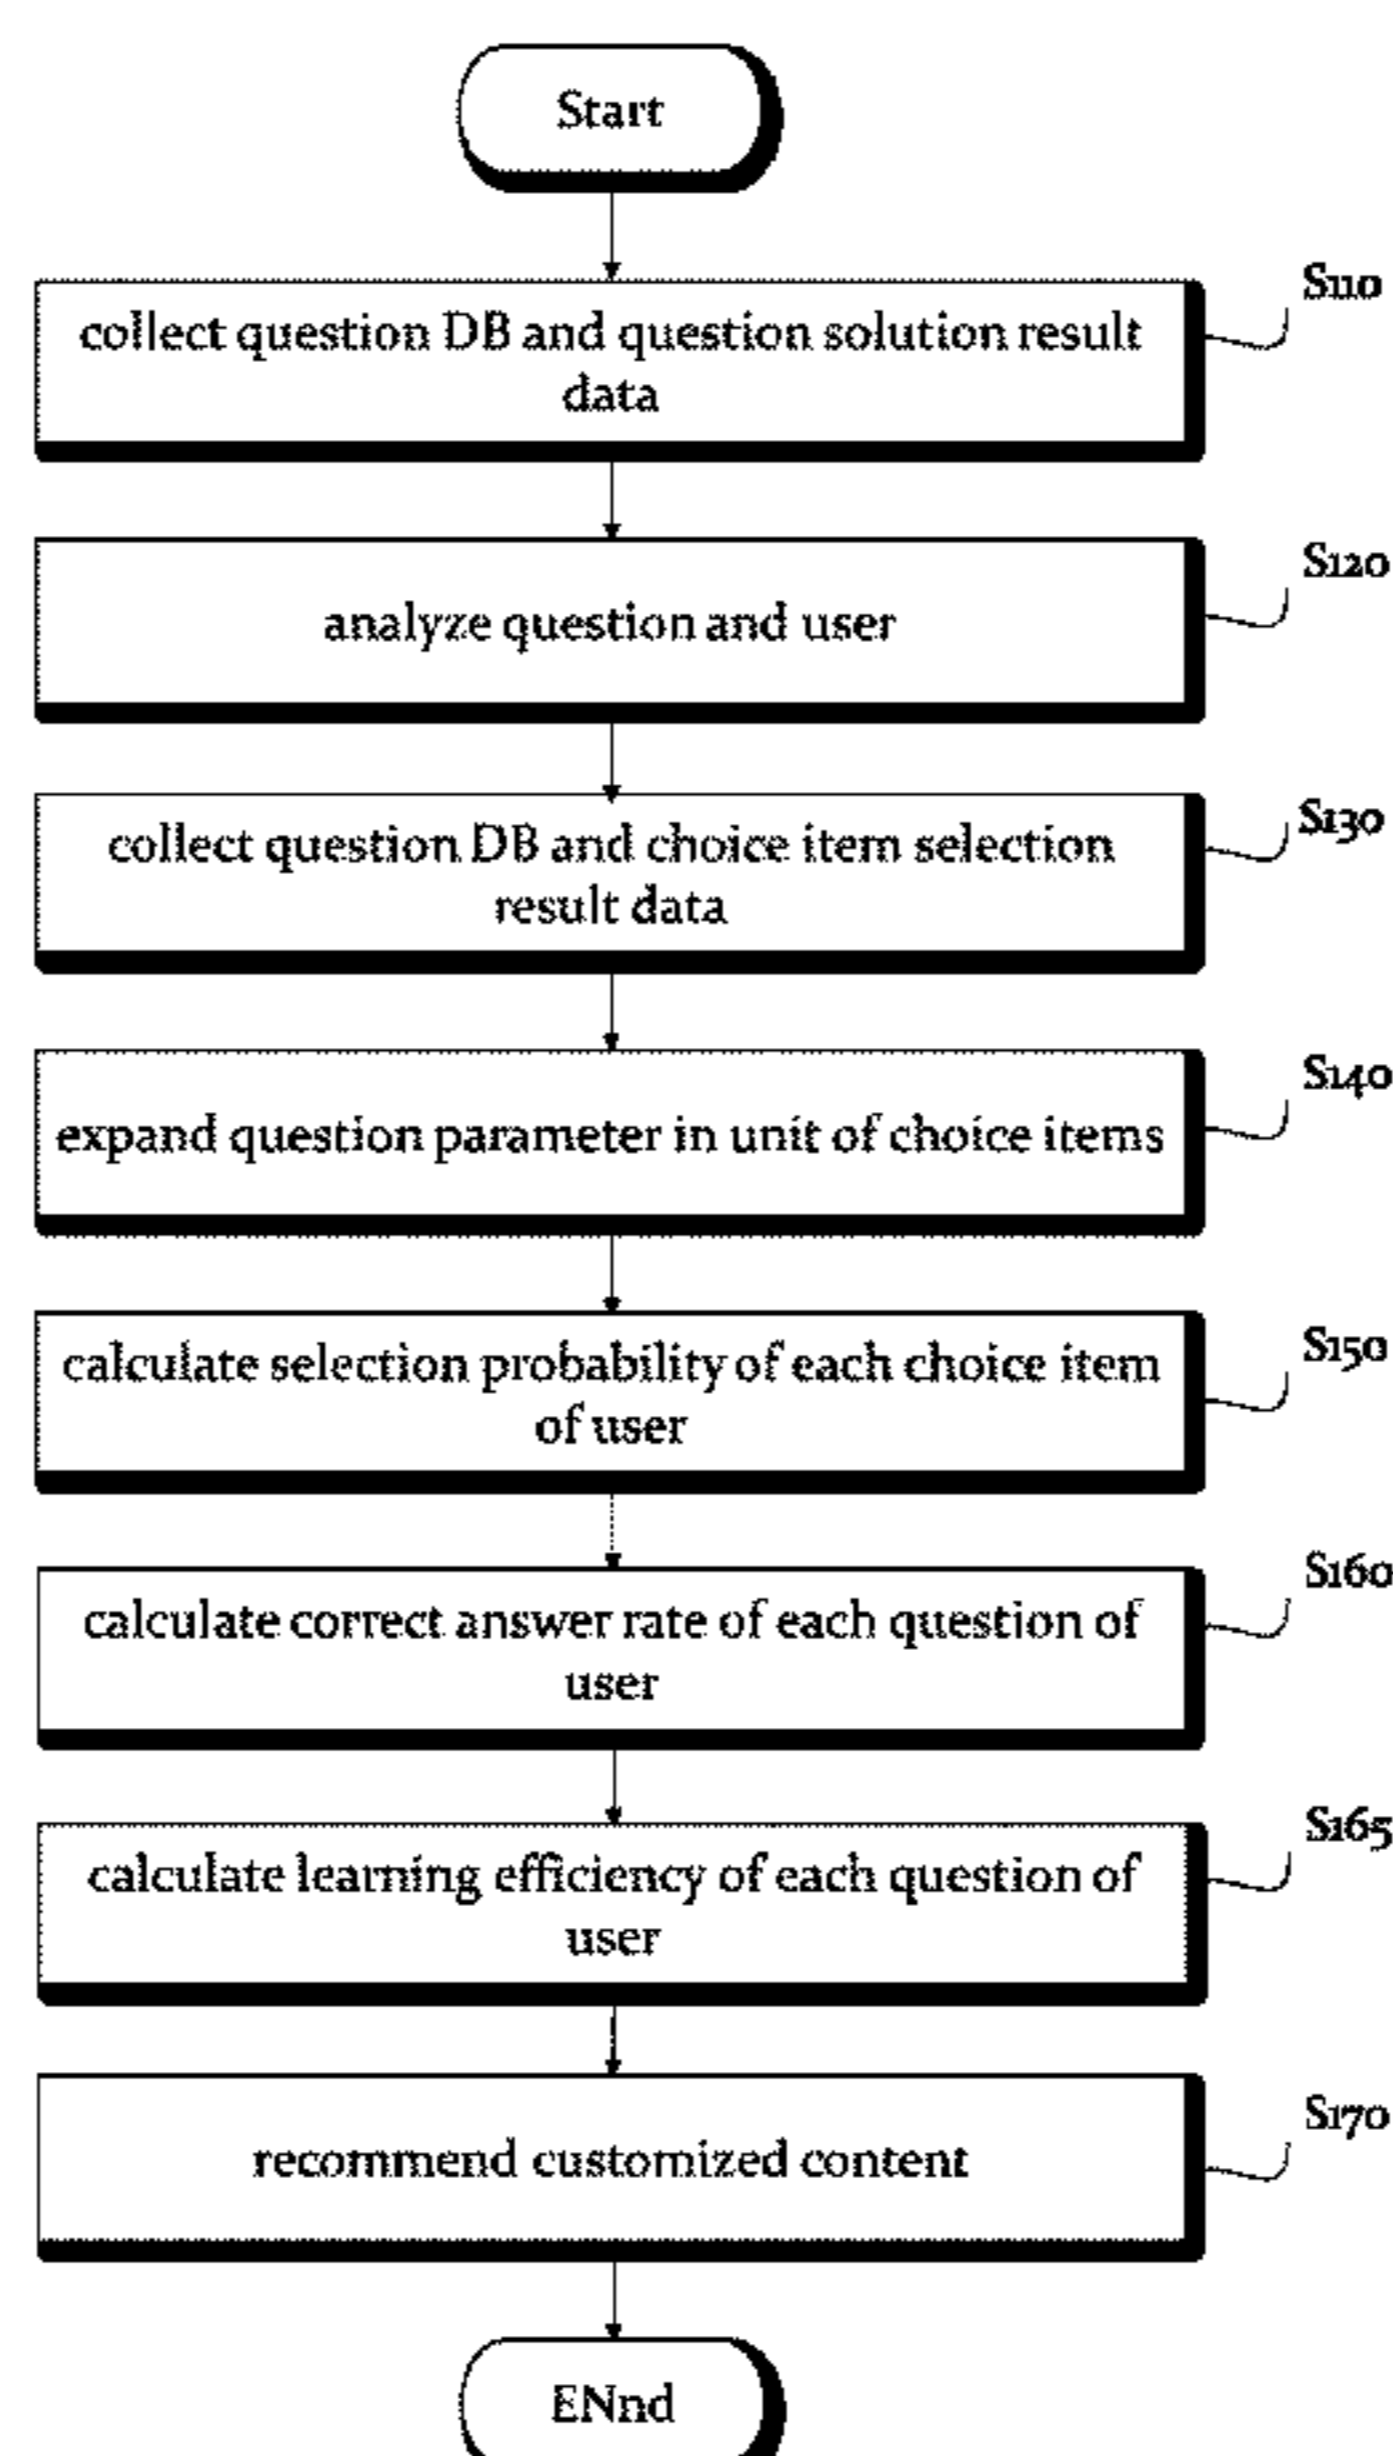 Start
S110
collect question DB and question solution result
data
S120
analyze question and user
S130
collect question DB and choice item selection
result data
S140
expand question parameter in unit of choice items
S150
calculate selection probability of each choice item
of user
S160
calculate correct answer rate of each question of
user
S165
calculate learning efficiency of each question of
user
S170
recommend customized content
ENnd